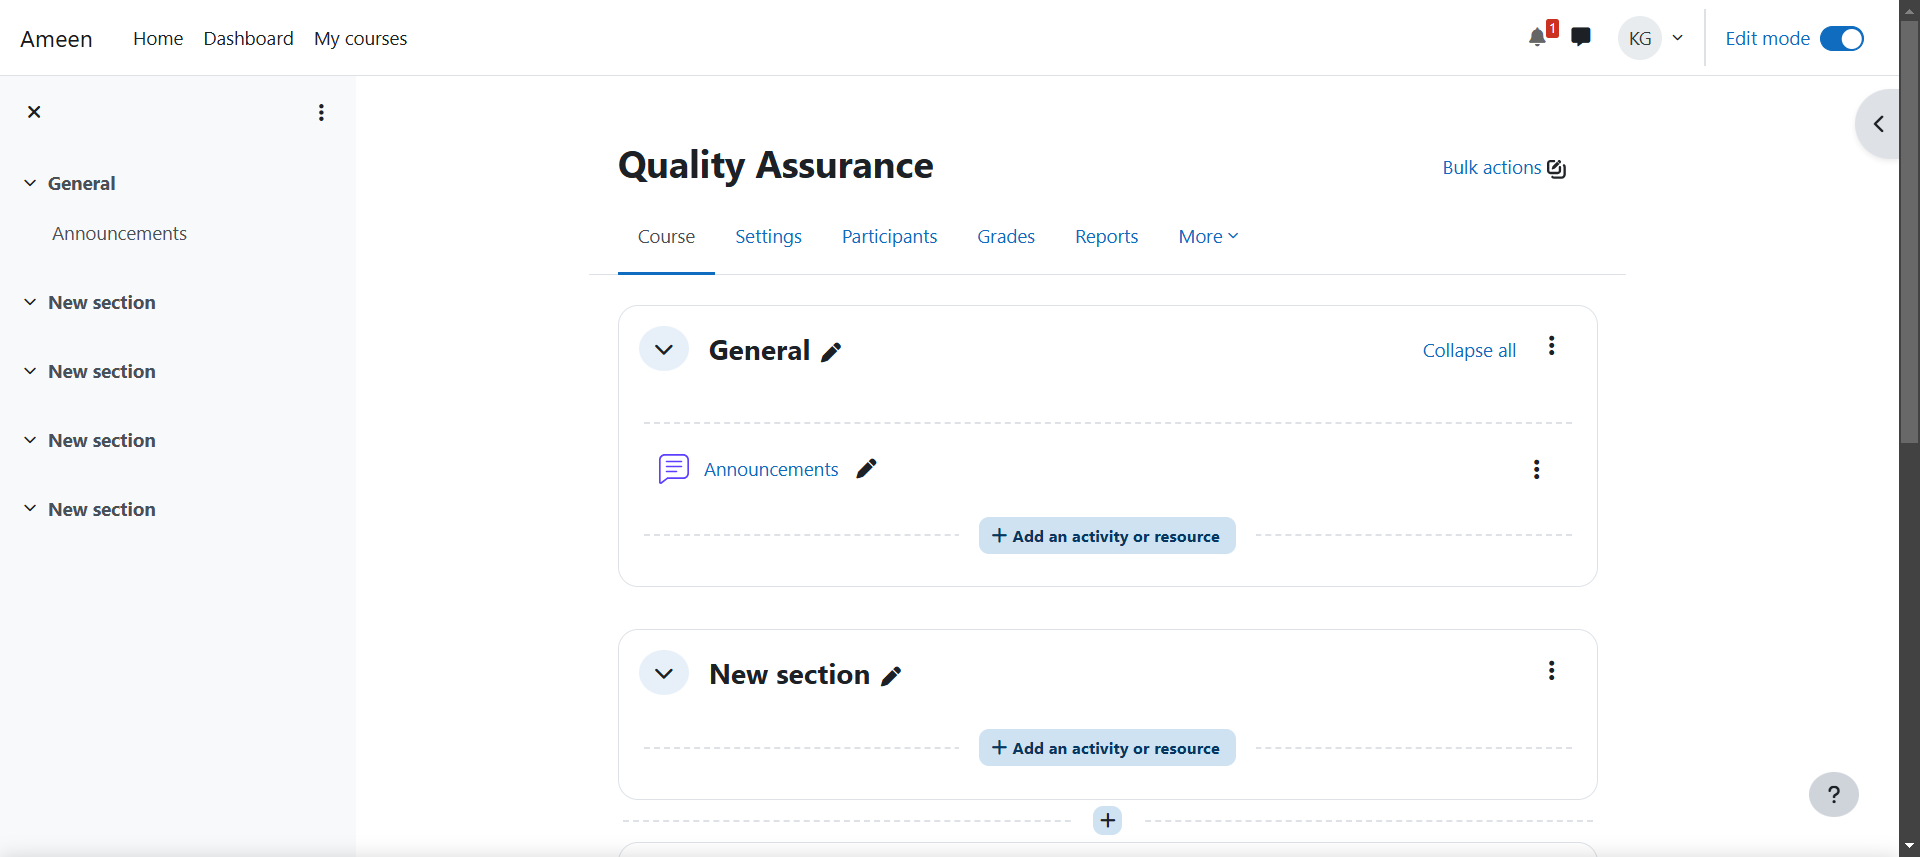 Ameen Home Dashboard My courses 1 KG Edit mode
General
Announcements
New section
New section
New section
New section
Quality Assurance Bulk actions
Course Settings Participants Grades Reports More
General Collapse all
Announcements
+ Add an activity or resource
New section
+ Add an activity or resource
+
?